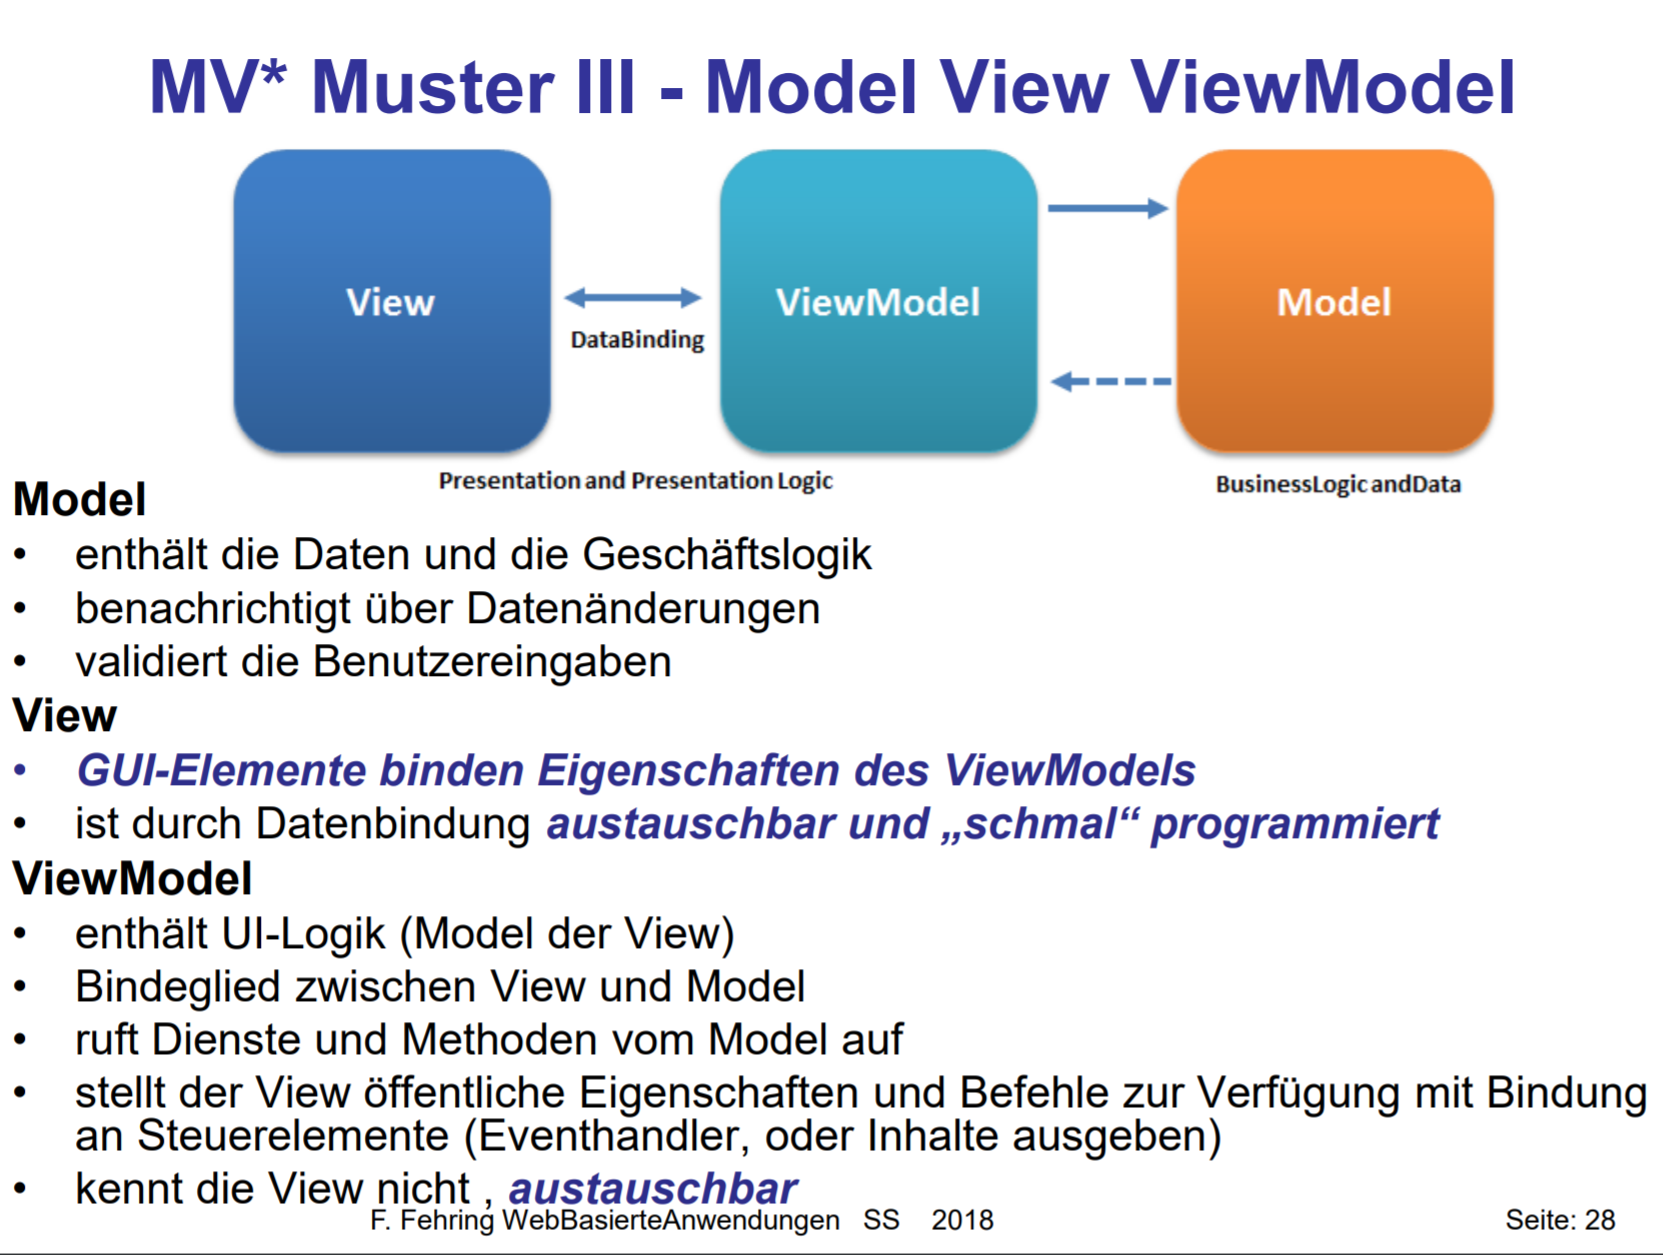 MV* Muster III - Model View ViewModel
View
ViewModel
Model
DataBinding
Presentation and Presentation Logic
BusinessLogic andData
Model
• enthält die Daten und die Geschäftslogik
• benachrichtigt über Datenänderungen
• validiert die Benutzereingaben
View
• GUI-Elemente binden Eigenschaften des ViewModels
• ist durch Datenbindung austauschbar und „schmal“ programmiert
ViewModel
• enthält UI-Logik (Model der View)
• Bindeglied zwischen View und Model
• ruft Dienste und Methoden vom Model auf
• stellt der View öffentliche Eigenschaften und Befehle zur Verfügung mit Bindung
an Steuerelemente (Eventhandler, oder Inhalte ausgeben)
• kennt die View nicht , austauschbar
F. Fehring WebBasierteAnwendungen SS 2018
Seite: 28